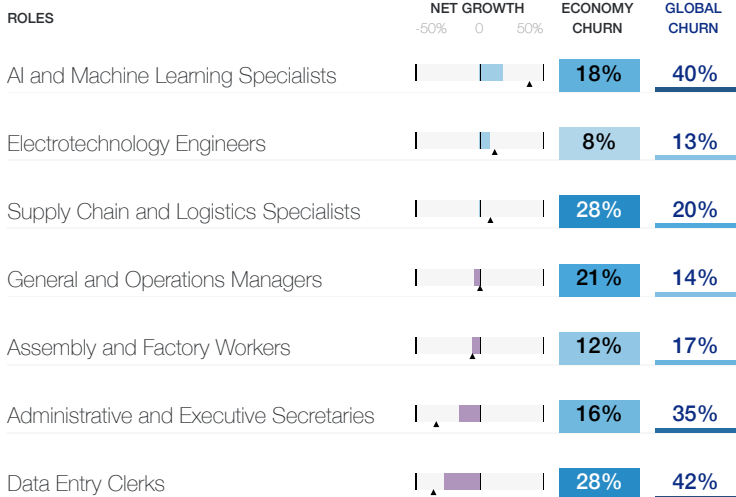 ROLES
NET GROWTH
-50% 0 50%
ECONOMY
CHURN
GLOBAL
CHURN
AI and Machine Learning Specialists 18% 40%
Electrotechnology Engineers 8% 13%
Supply Chain and Logistics Specialists 28% 20%
General and Operations Managers 21% 14%
Assembly and Factory Workers 12% 17%
Administrative and Executive Secretaries 16% 35%
Data Entry Clerks 28% 42%